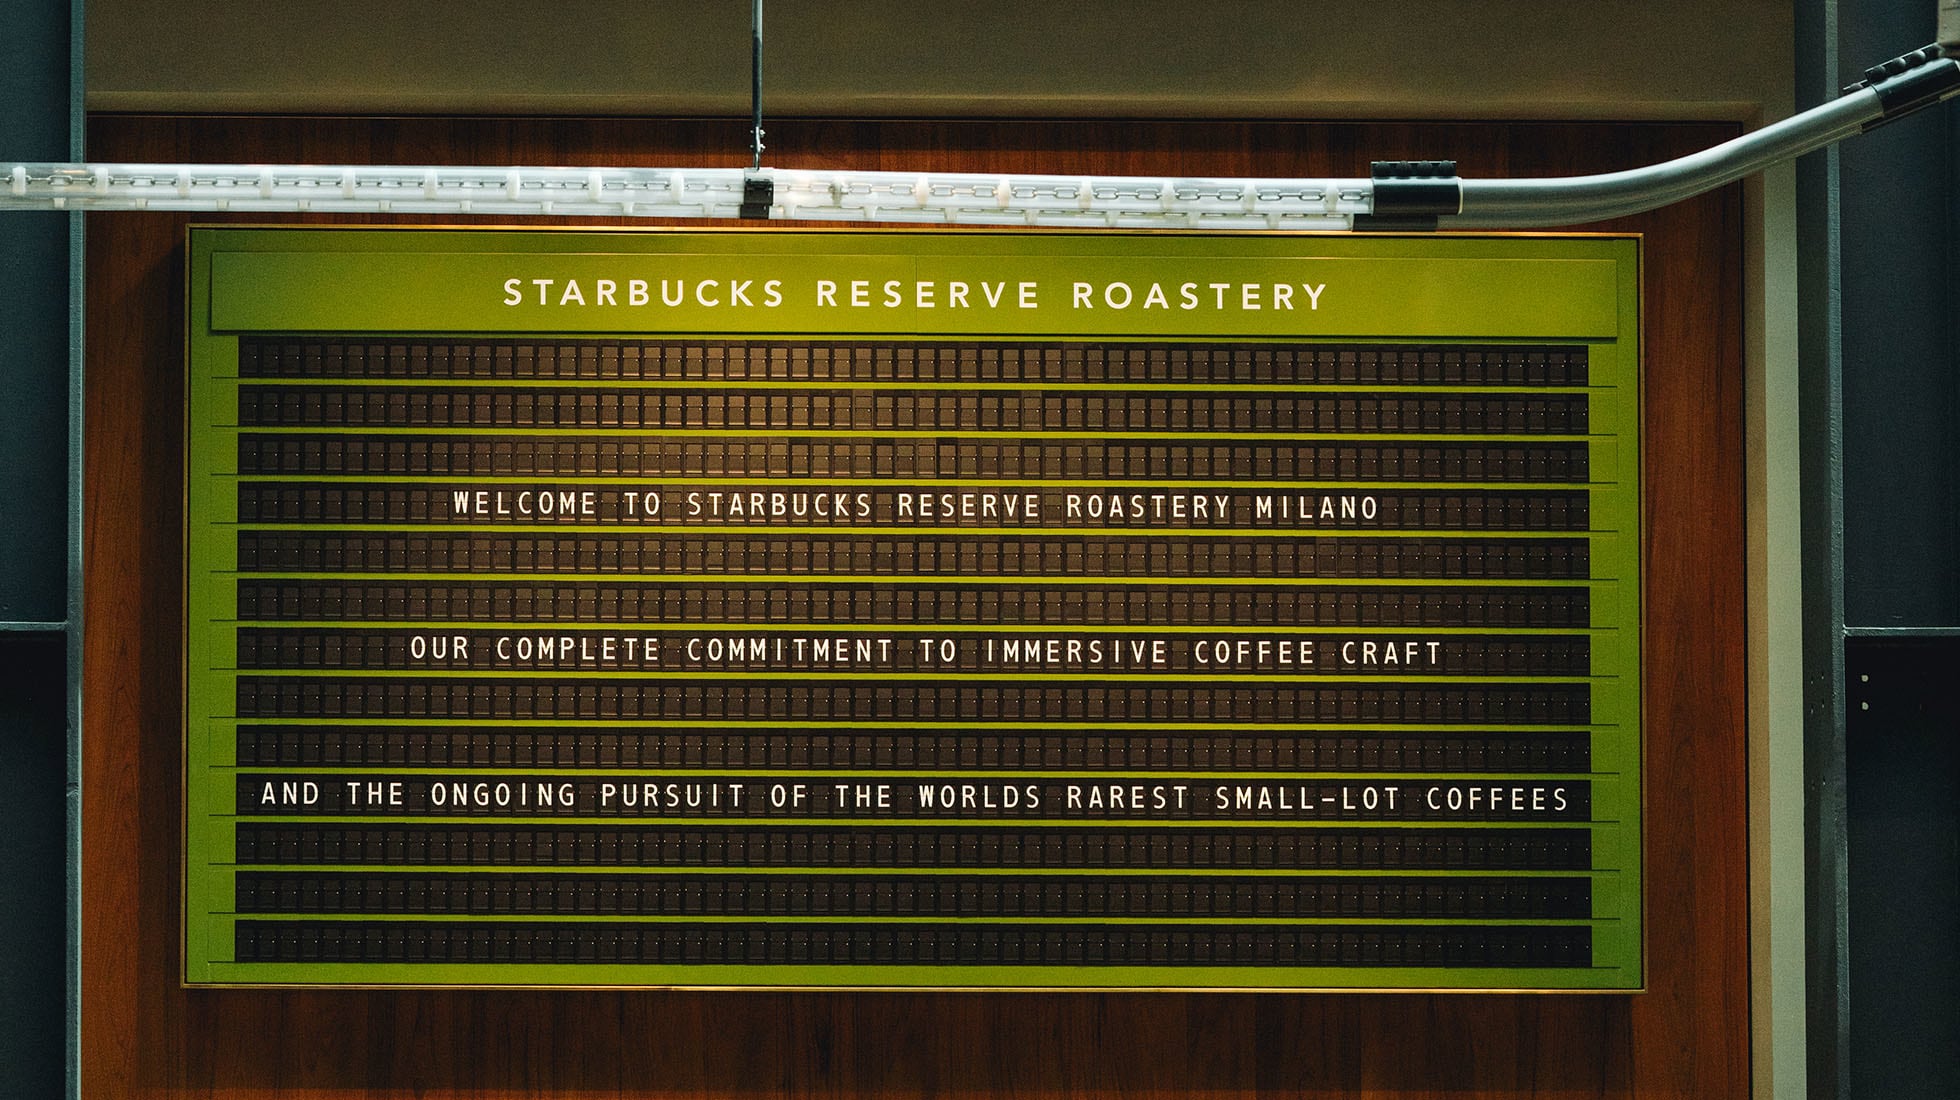 STARBUCKS RESERVE ROASTERY
WELCOME TO STARBUCKS RESERVE ROASTERY MILANO
OUR COMPLETE COMMITMENT TO IMMERSIVE COFFEE CRAFT
AND THE ONGOING PURSUIT OF THE WORLDS RAREST SMALL-LOT COFFEES